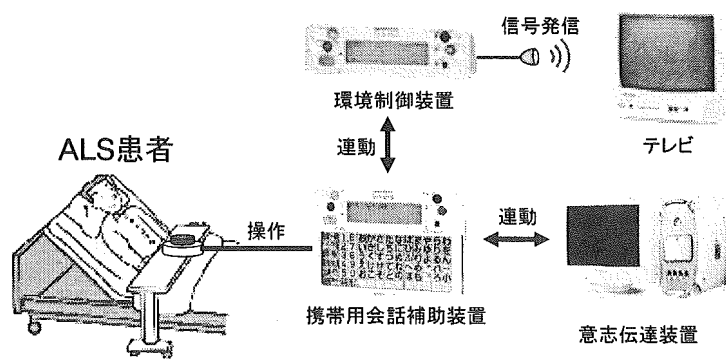 信号発信
環境制御装置
テレビ
連動
ALS患者
操作
連動
携帯用会話補助装置
意志伝達装置